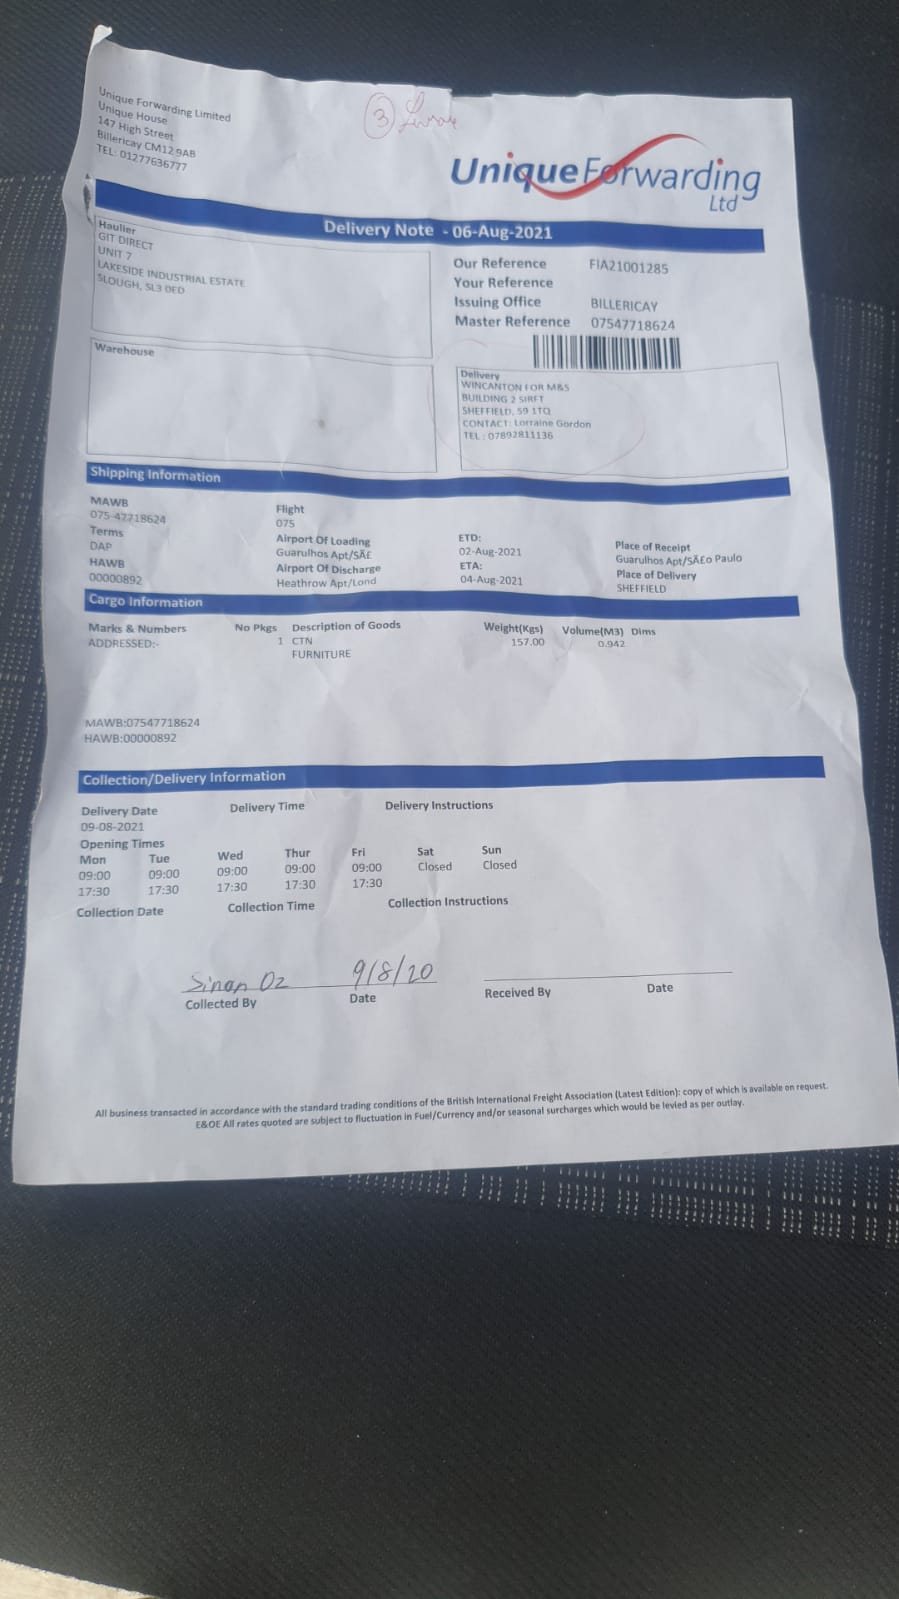 Unique Forwarding Limited
Unique House
147 High Street
Billericay CM12 9AB
TEL: 01277636777
3
Unique Forwarding
Ltd
Delivery Note - 06-Aug-2021
Haulier
GIT DIRECT
UNIT 7
LAKESIDE INDUSTRIAL ESTATE
SLOUGH, SL3 0ED
Our Reference FIA21001285
Your Reference
Issuing Office BILLERICAY
Master Reference 07547718624
Warehouse
Delivery
WINCANTON FOR M&S
BUILDING 2 SIRFT
SHEFFIELD, S9 1TQ
CONTACT: Lorraine Gordon
TEL : 07892811136
Shipping Information
MAWB
075-47718624
Terms
DAP
HAWB
00000892
Flight
075
Airport Of Loading
Guarulhos Apt/SÃ£
Airport Of Discharge
Heathrow Apt/Lond
ETD:
02-Aug-2021
ETA:
04-Aug-2021
Place of Receipt
Guarulhos Apt/SÃ£o Paulo
Place of Delivery
SHEFFIELD
Cargo Information
Marks & Numbers No Pkgs Description of Goods Weight(Kgs) Volume(M3) Dims
ADDRESSED:- 1 CTN 157.00 0.942
FURNITURE
MAWB:07547718624
HAWB:00000892
Collection/Delivery Information
Delivery Date Delivery Time Delivery Instructions
09-08-2021
Opening Times
Mon Tue Wed Thur Fri Sat Sun
09:00 09:00 09:00 09:00 09:00 Closed Closed
17:30 17:30 17:30 17:30 17:30
Collection Date Collection Time Collection Instructions
Sinan Oz 9/8/20
Collected By Date Received By Date
All business transacted in accordance with the standard trading conditions of the British International Freight Association (Latest Edition): copy of which is available on request.
E&OE All rates quoted are subject to fluctuation in Fuel/Currency and/or seasonal surcharges which would be levied as per outlay.